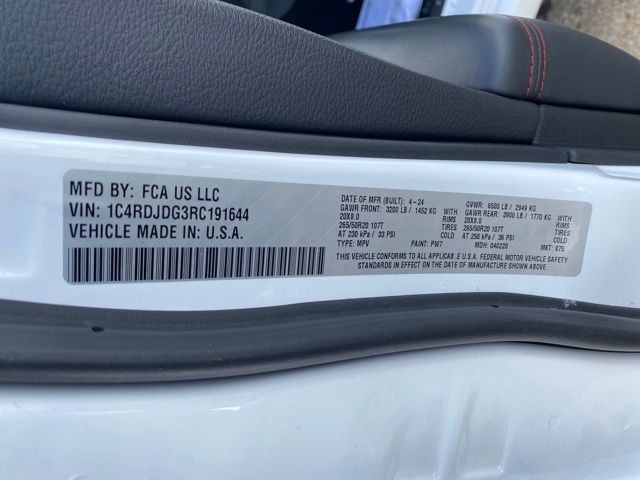 MFD BY: FCA US LLC
VIN: 1C4RDJDG3RC191644
VEHICLE MADE IN: U.S.A.
DATE OF MFR (BUILT): 4-24 GVWR: 6500 LB / 2949 KG
GAWR FRONT: 3200 LB / 1452 KG WITH GAWR REAR: 3900 LB / 1770 KG WITH
20X8.0 RIMS 20X8.0 RIMS
265/50R20 107T TIRES 265/50R20 107T TIRES
AT 230 kPa / 33 PSI COLD AT 250 kPa / 36 PSI COLD
TYPE: MPV PAINT: PW7 MDH: 040220 MKT: 875
THIS VEHICLE CONFORMS TO ALL APPLICAB.E U.S.A. FEDERAL MOTOR VEHICLE SAFETY
STANDARDS IN EFFECT ON THE DATE OF MANUFACTURE SHOWN ABOVE.